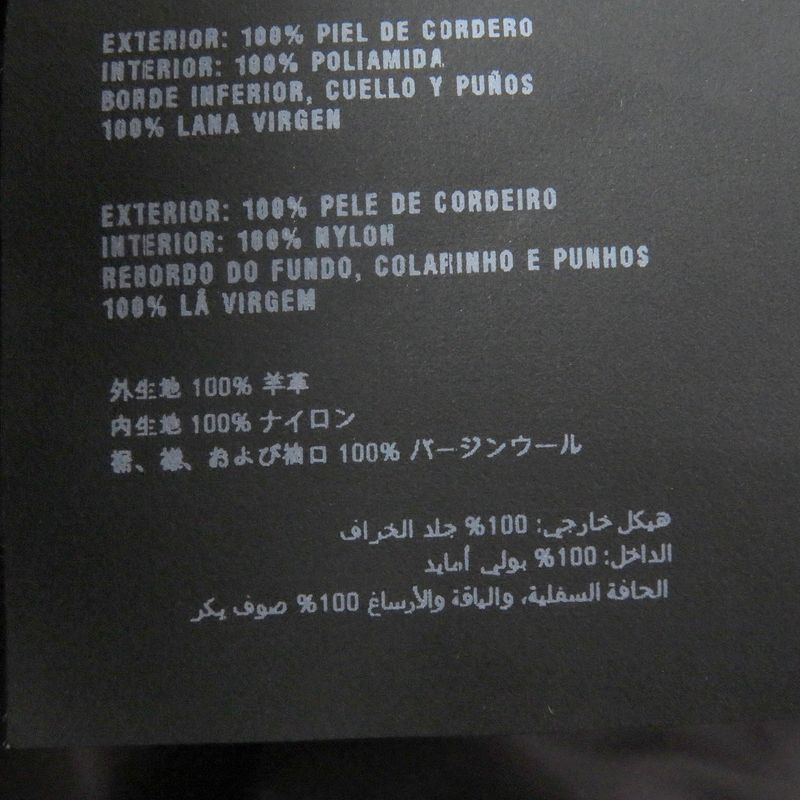 EXTERIOR: 100% PIEL DE CORDERO
INTERIOR: 100% POLIAMIDA
BORDE INFERIOR, CUELLO Y PUÑOS
100% LANA VIRGEN
EXTERIOR: 100% PELE DE CORDEIRO
INTERIOR: 100% NYLON
REBORDO DO FUNDO, COLARINHO E PUNHOS
100% LÃ VIRGEM
外生地 100% 羊革
内生地 100% ナイロン
裾、襟、および袖口 100% バージンウール
هيكل خارجي: 100% جلد الخراف
الداخل: 100% بولي أمايد
الحافة السفلية، والياقة والأرساغ 100% صوف بكر